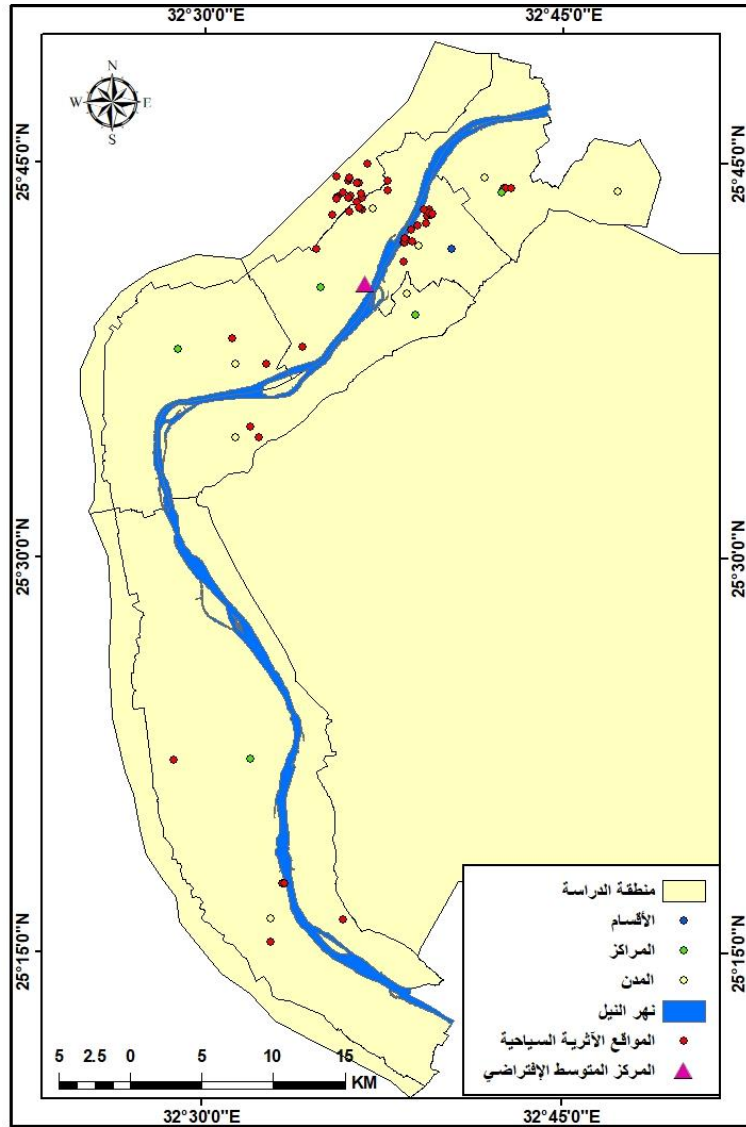 32°30'0"E 32°45'0"E
N
W E
S
25°45'0"N 25°45'0"N
25°30'0"N 25°30'0"N
25°15'0"N 25°15'0"N
منطقة الدراسة
الأقسام
المراكز
المدن
نهر النيل
المواقع الآثرية السياحية
المركز المتوسط الإفتراضي
5 2.5 0 5 10 15
KM
32°30'0"E 32°45'0"E